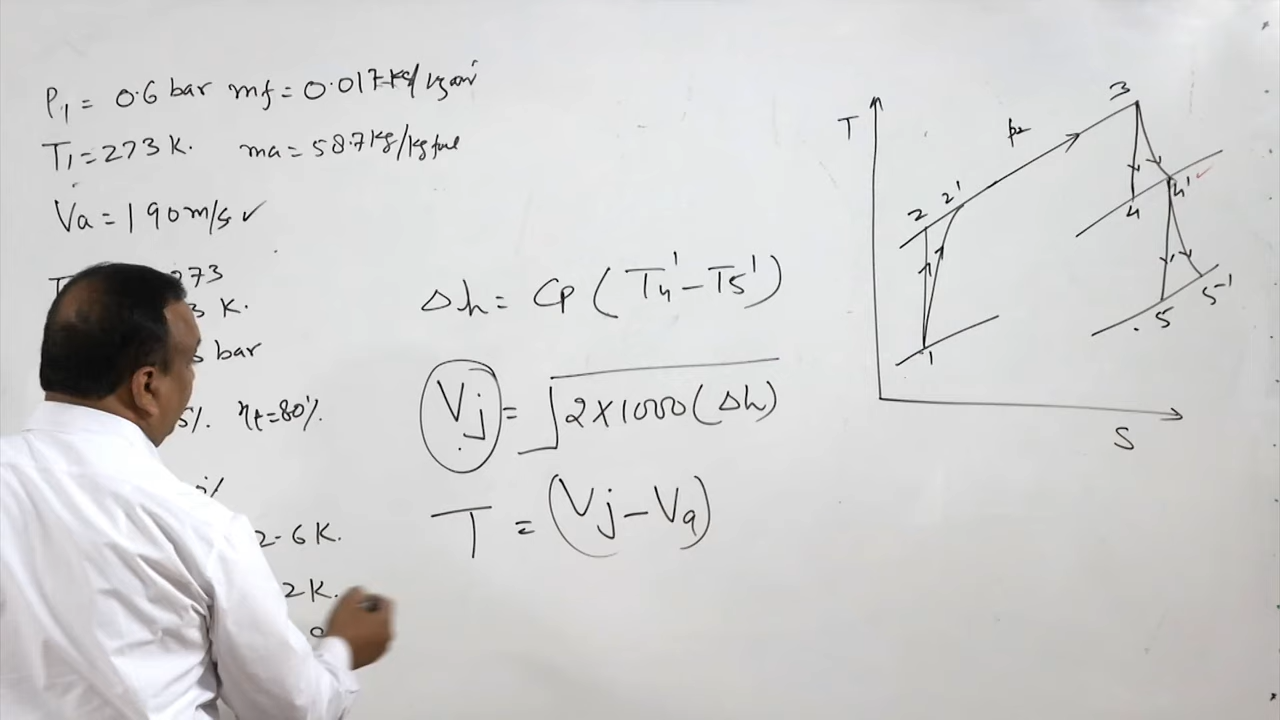 P1 = 0.6 bar mf = 0.017 kg/kg air
T1 = 273 K. ma = 58.7 kg/kg fuel
Va = 190 m/s ✓
273
K.
bar
%. ηt = 80%.
%
2.6 K.
2 K.
Δh = Cp (T4' - T5')
Vj = √2×1000 (Δh)
T = (Vj - Va)
T
3
p2
2 2'
4 4'
1
5 5'
S